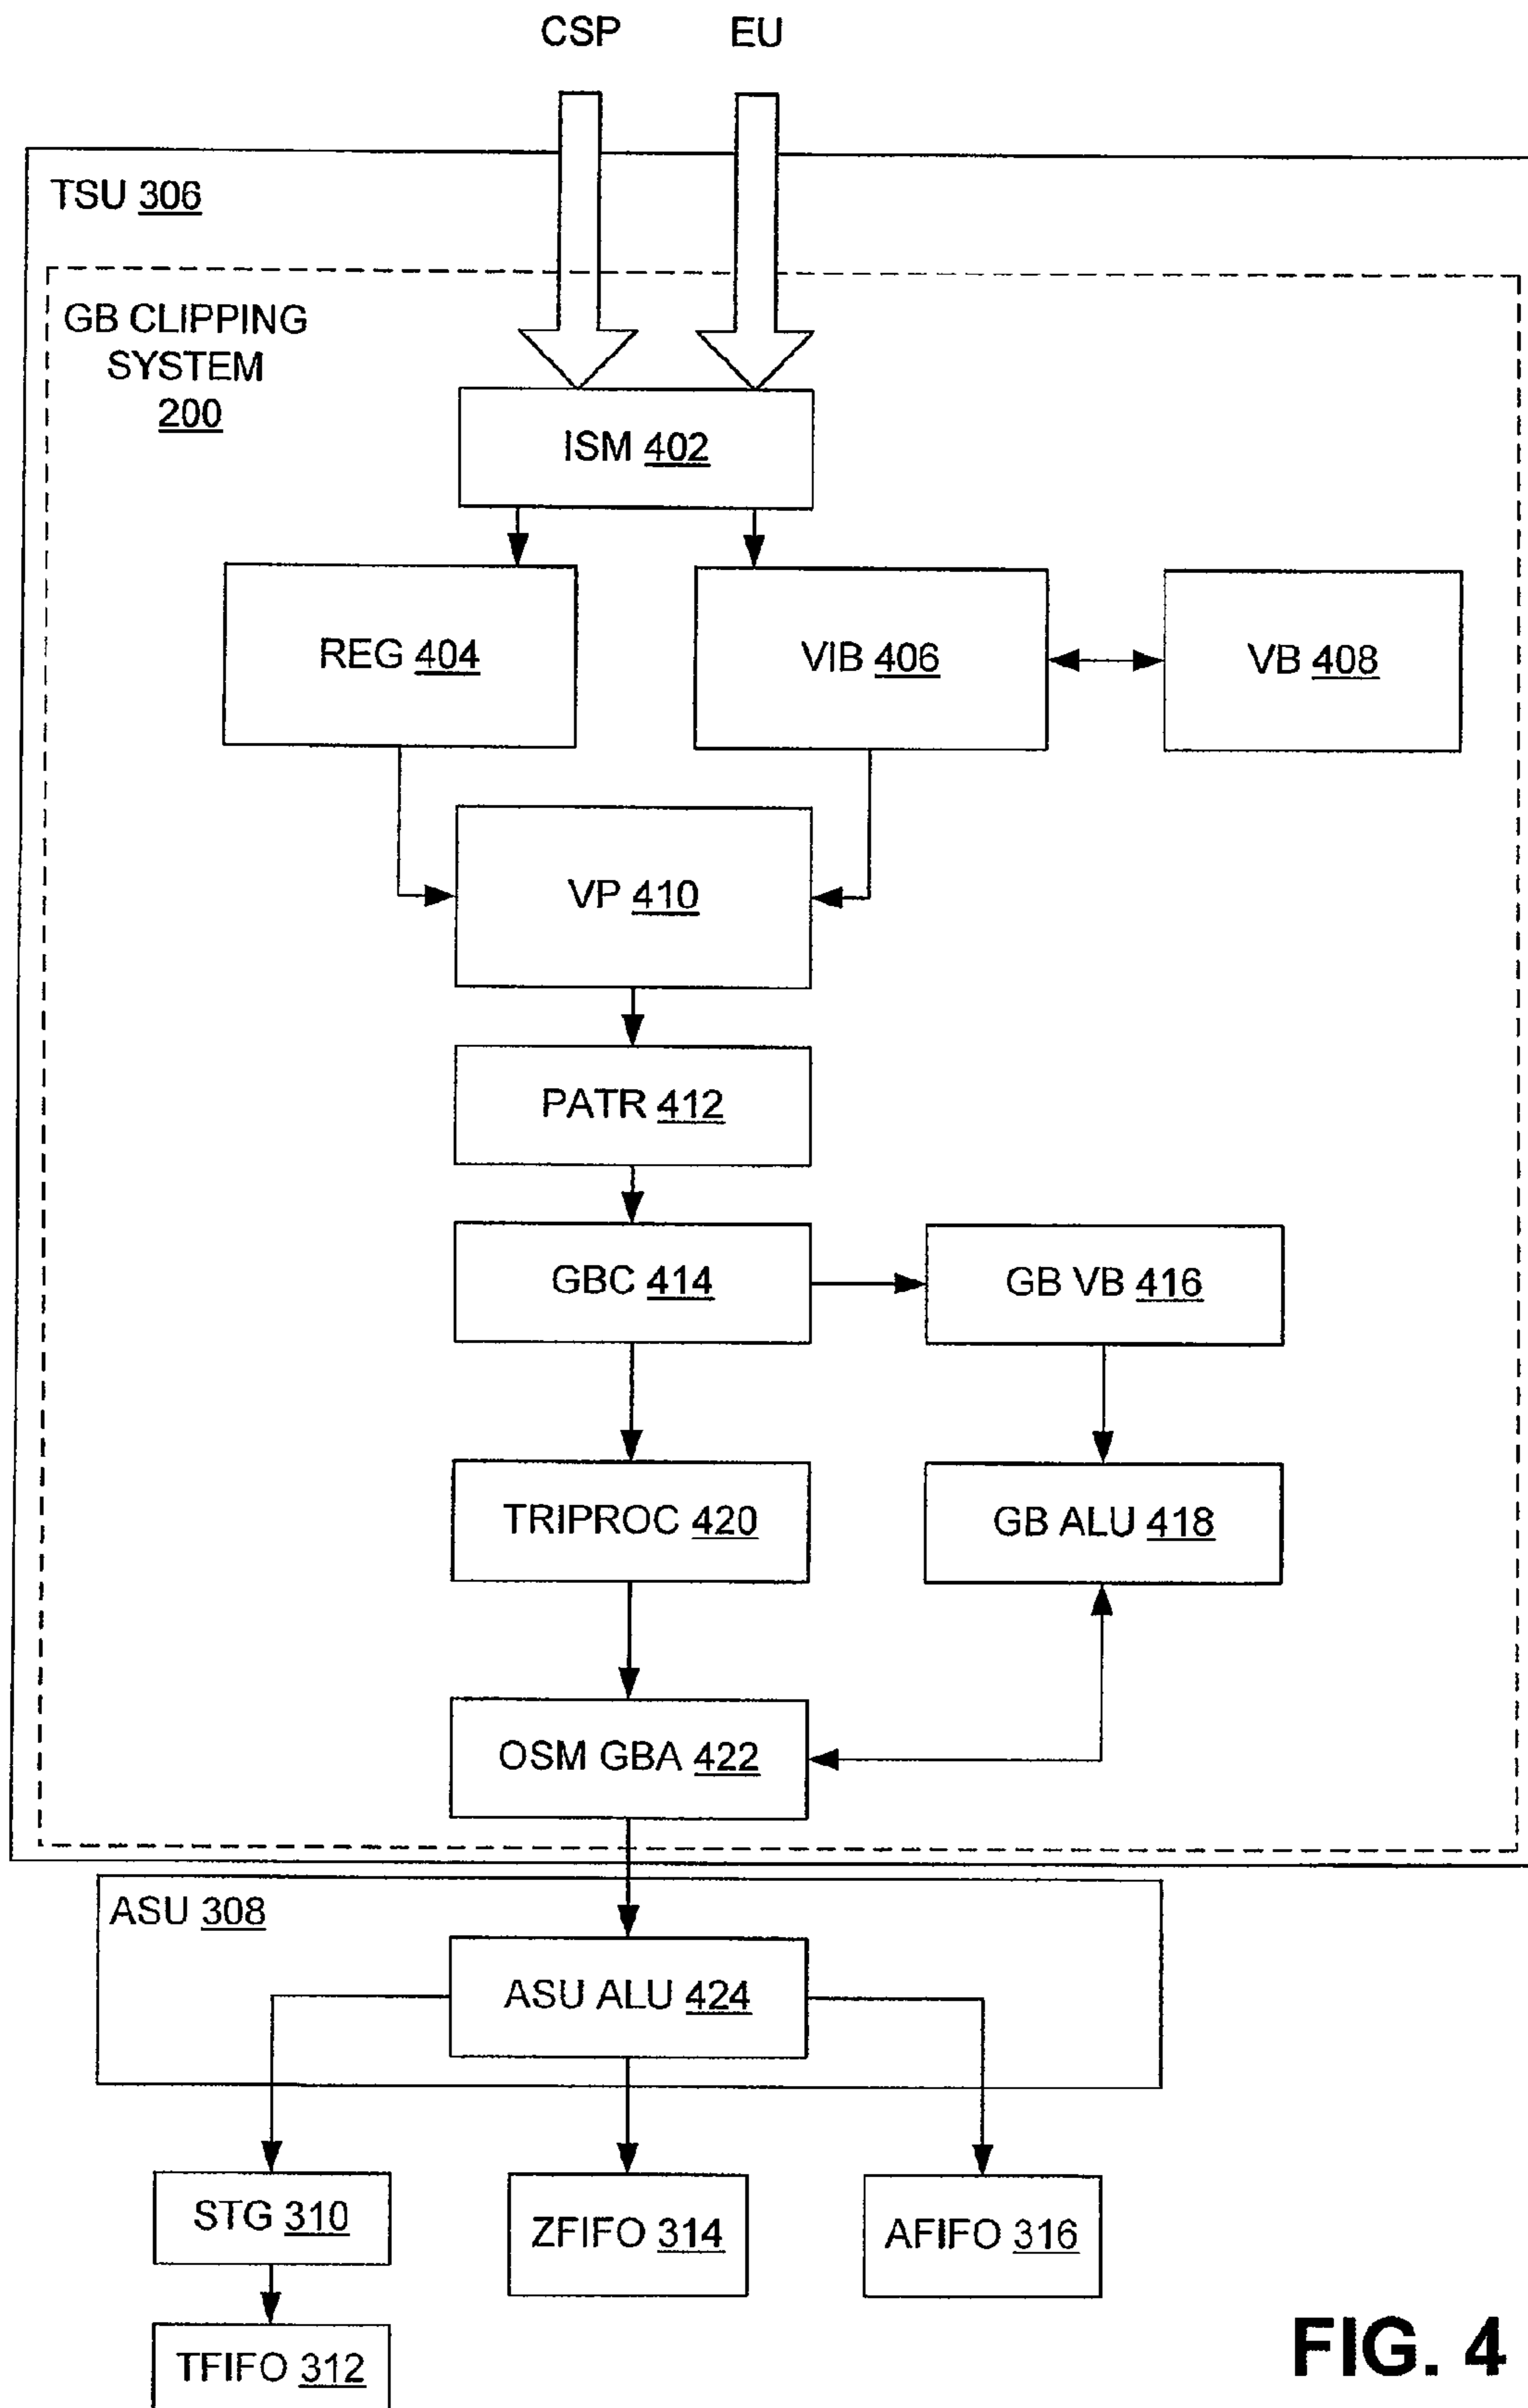 CSP
EU
TSU 306
GB CLIPPING
SYSTEM
200
ISM 402
REG 404
VIB 406
VB 408
VP 410
PATR 412
GBC 414
GB VB 416
TRIPROC 420
GB ALU 418
OSM GBA 422
ASU 308
ASU ALU 424
STG 310
ZFIFO 314
AFIFO 316
TFIFO 312
FIG. 4